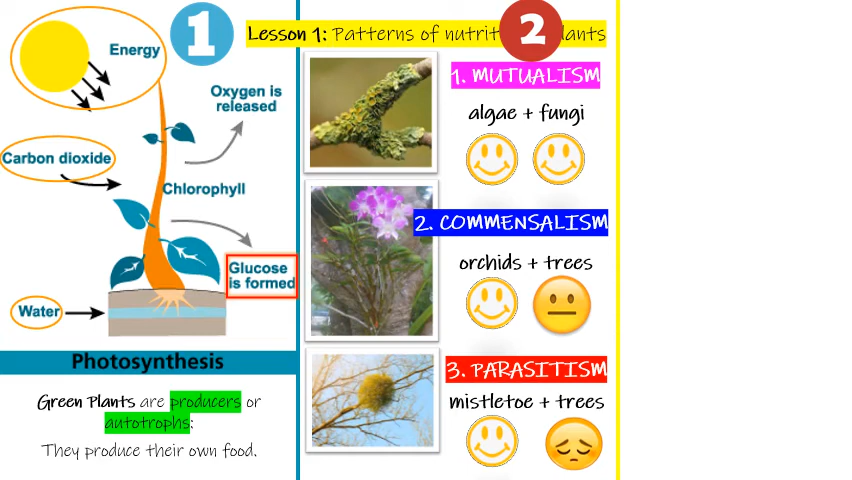 1
Lesson 1: Patterns of nutrit
2
lants
Energy
Oxygen is
released
Carbon dioxide
Chlorophyll
Glucose
is formed
Water
Photosynthesis
Green Plants are producers or
autotrophs:
They produce their own food.
1. MUTUALISM
algae + fungi
2. COMMENSALISM
orchids + trees
3. PARASITISM
mistletoe + trees